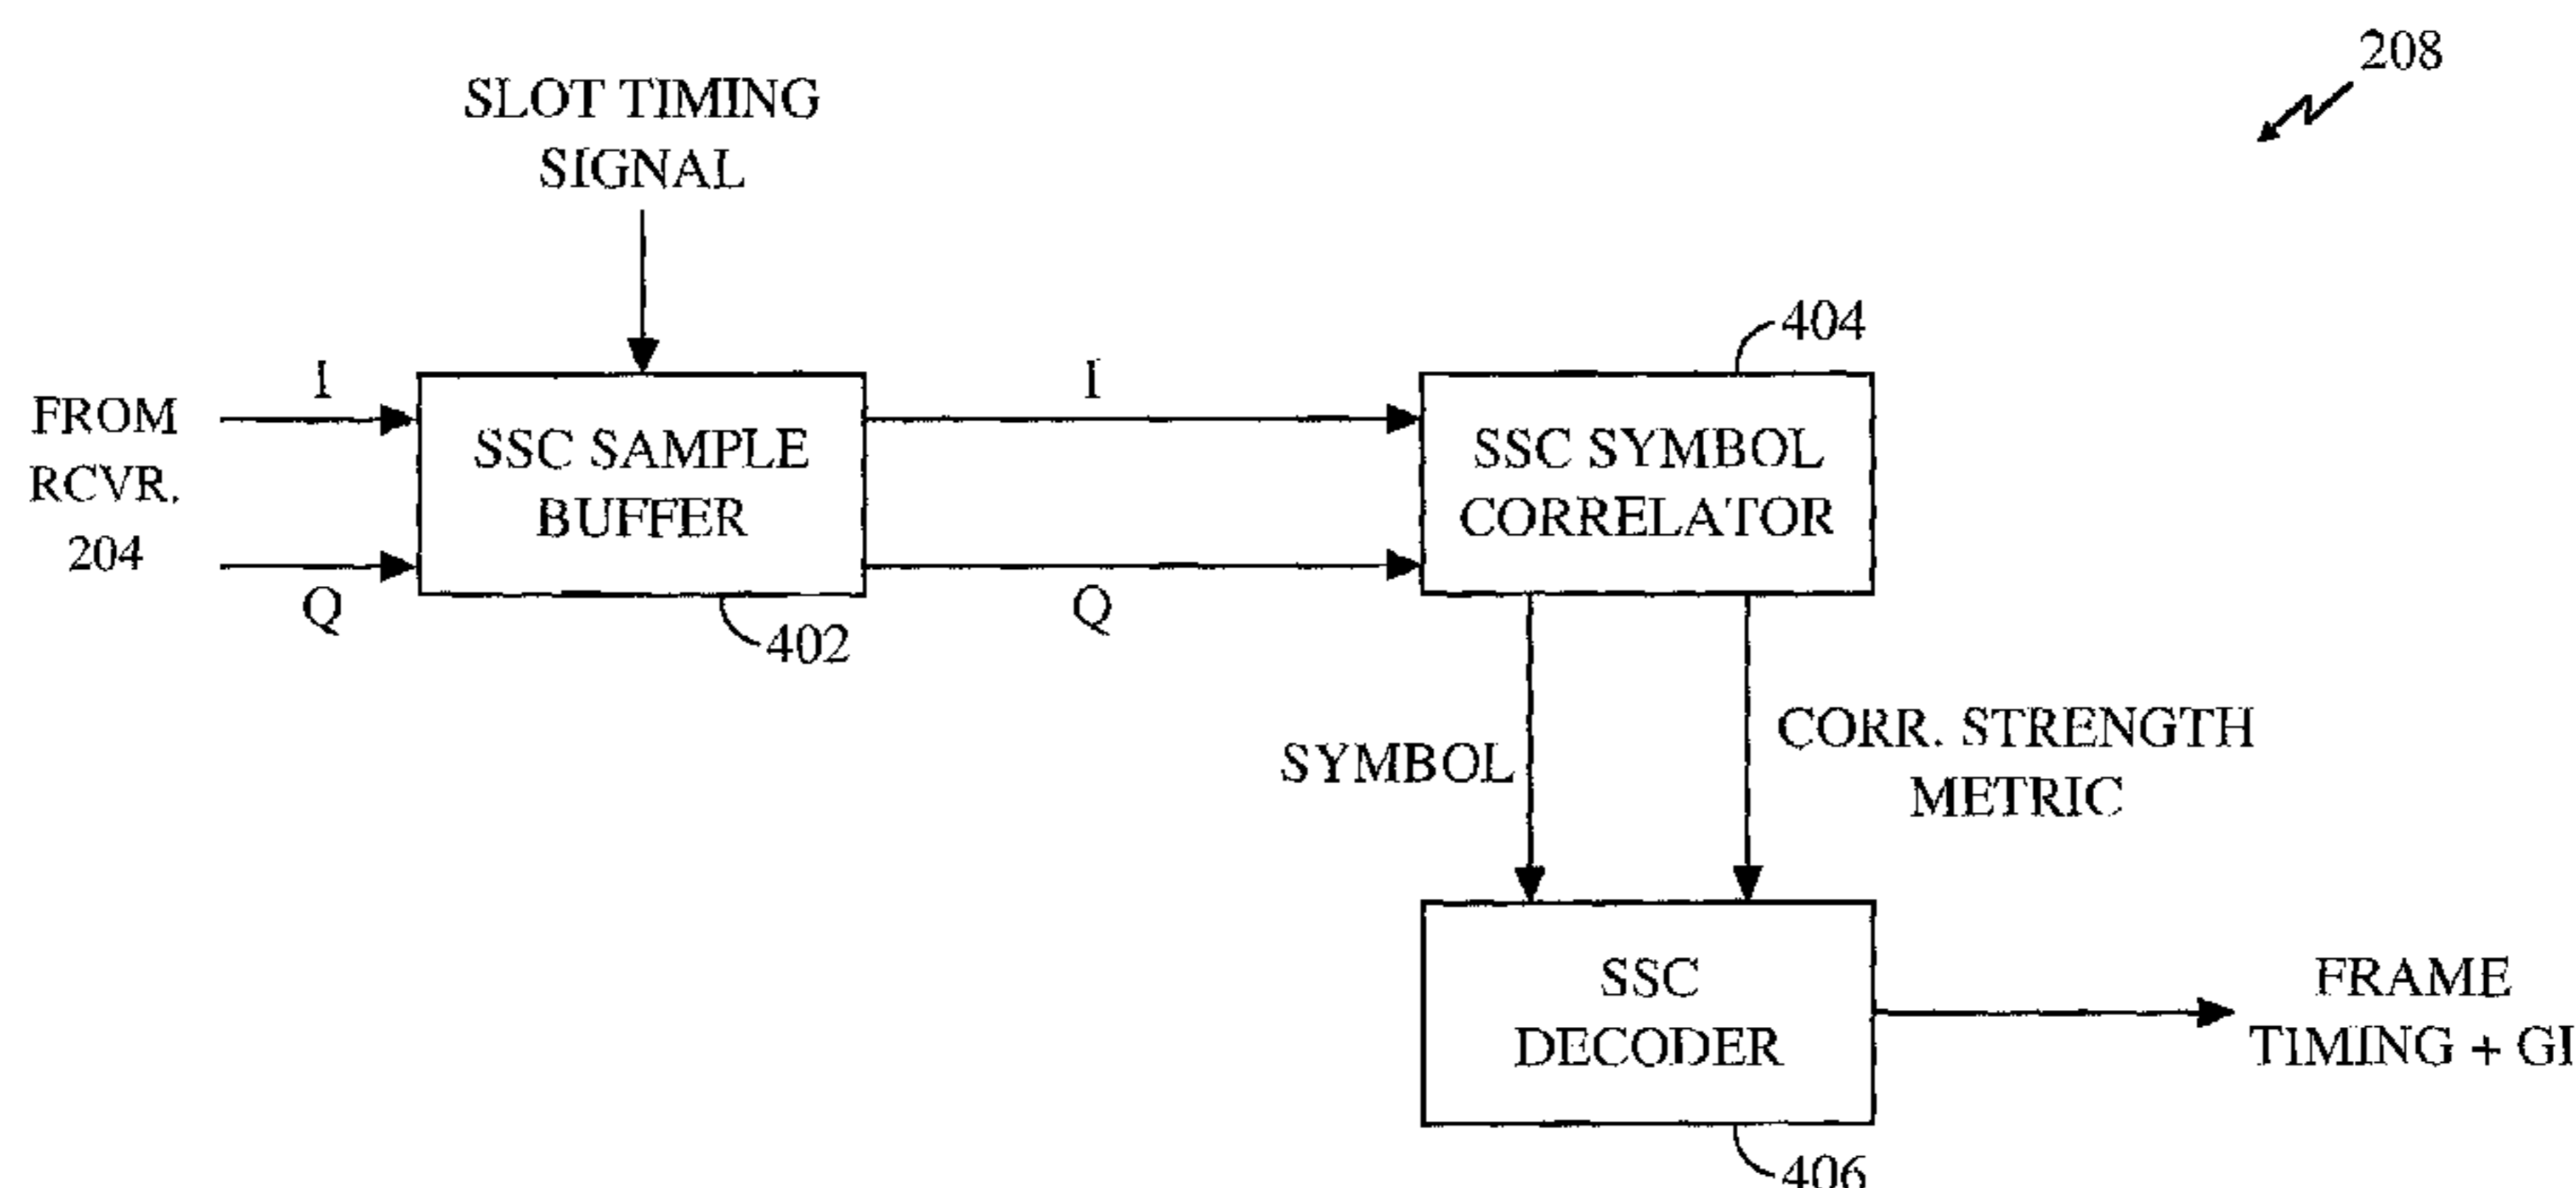 208
SLOT TIMING
SIGNAL
404
I
I
FROM
RCVR.
204
SSC SAMPLE
BUFFER
SSC SYMBOL
CORRELATOR
Q
Q
402
SYMBOL
CORR. STRENGTH
METRIC
SSC
DECODER
FRAME
TIMING + GI
406